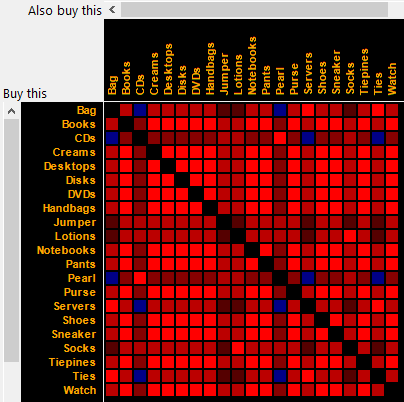 Also buy this
Bag Books CDs Creams Desktops Disks DVDs Handbags Jumper Lotions Notebooks Pants Pearl Purse Servers Shoes Sneaker Socks Tiepines Ties Watch
Buy this
Bag
Books
CDs
Creams
Desktops
Disks
DVDs
Handbags
Jumper
Lotions
Notebooks
Pants
Pearl
Purse
Servers
Shoes
Sneaker
Socks
Tiepines
Ties
Watch